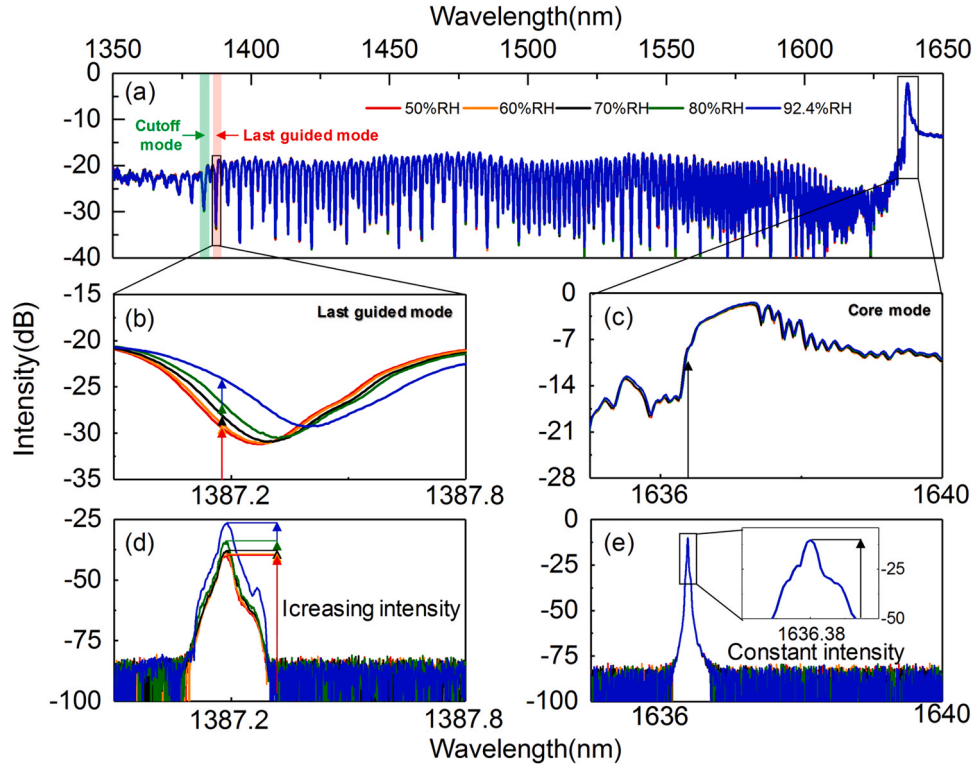 Wavelength(nm)
1350 1400 1450 1500 1550 1600 1650
0
-10
-20
-30
-40
(a)
50%RH 60%RH 70%RH 80%RH 92.4%RH
Cutoff
mode
Last guided mode
Intensity(dB)
-15
-20
-25
-30
-35
(b)
Last guided mode
1387.2 1387.8
0
-7
-14
-21
-28
(c)
Core mode
1636 1640
-25
-50
-75
-100
(d)
Icreasing intensity
1387.2 1387.8
0
-25
-50
-75
-100
(e)
-25
-50
1636.38
Constant intensity
1636 1640
Wavelength(nm)